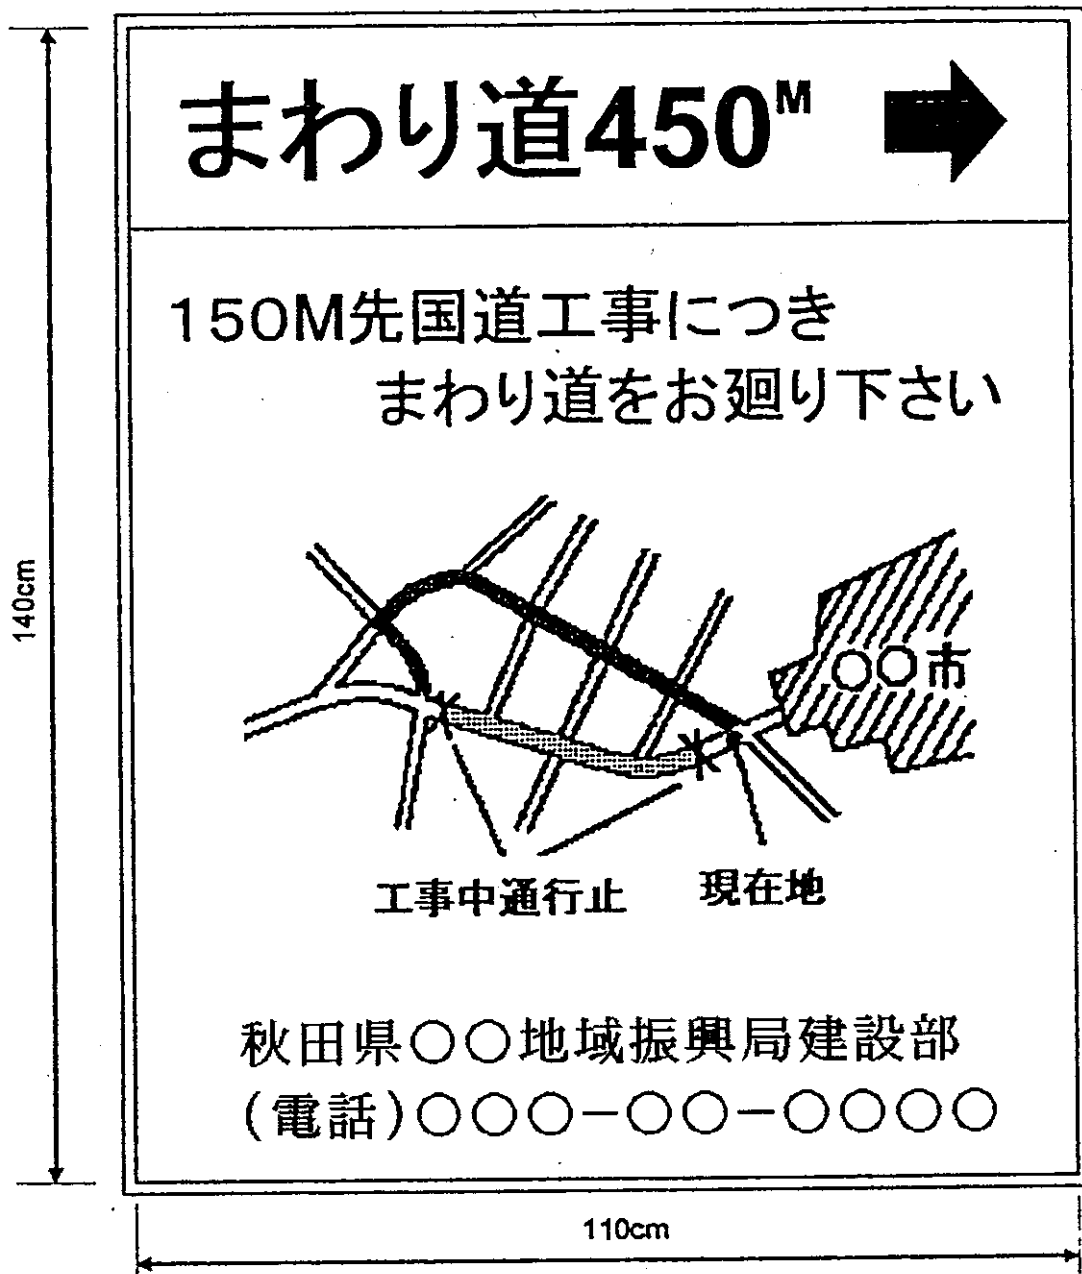 まわり道450M
150M先国道工事につき
まわり道をお廻り下さい
○○市
工事中通行止
現在地
秋田県○○地域振興局建設部
(電話)○○○-○○-○○○○
140cm
110cm